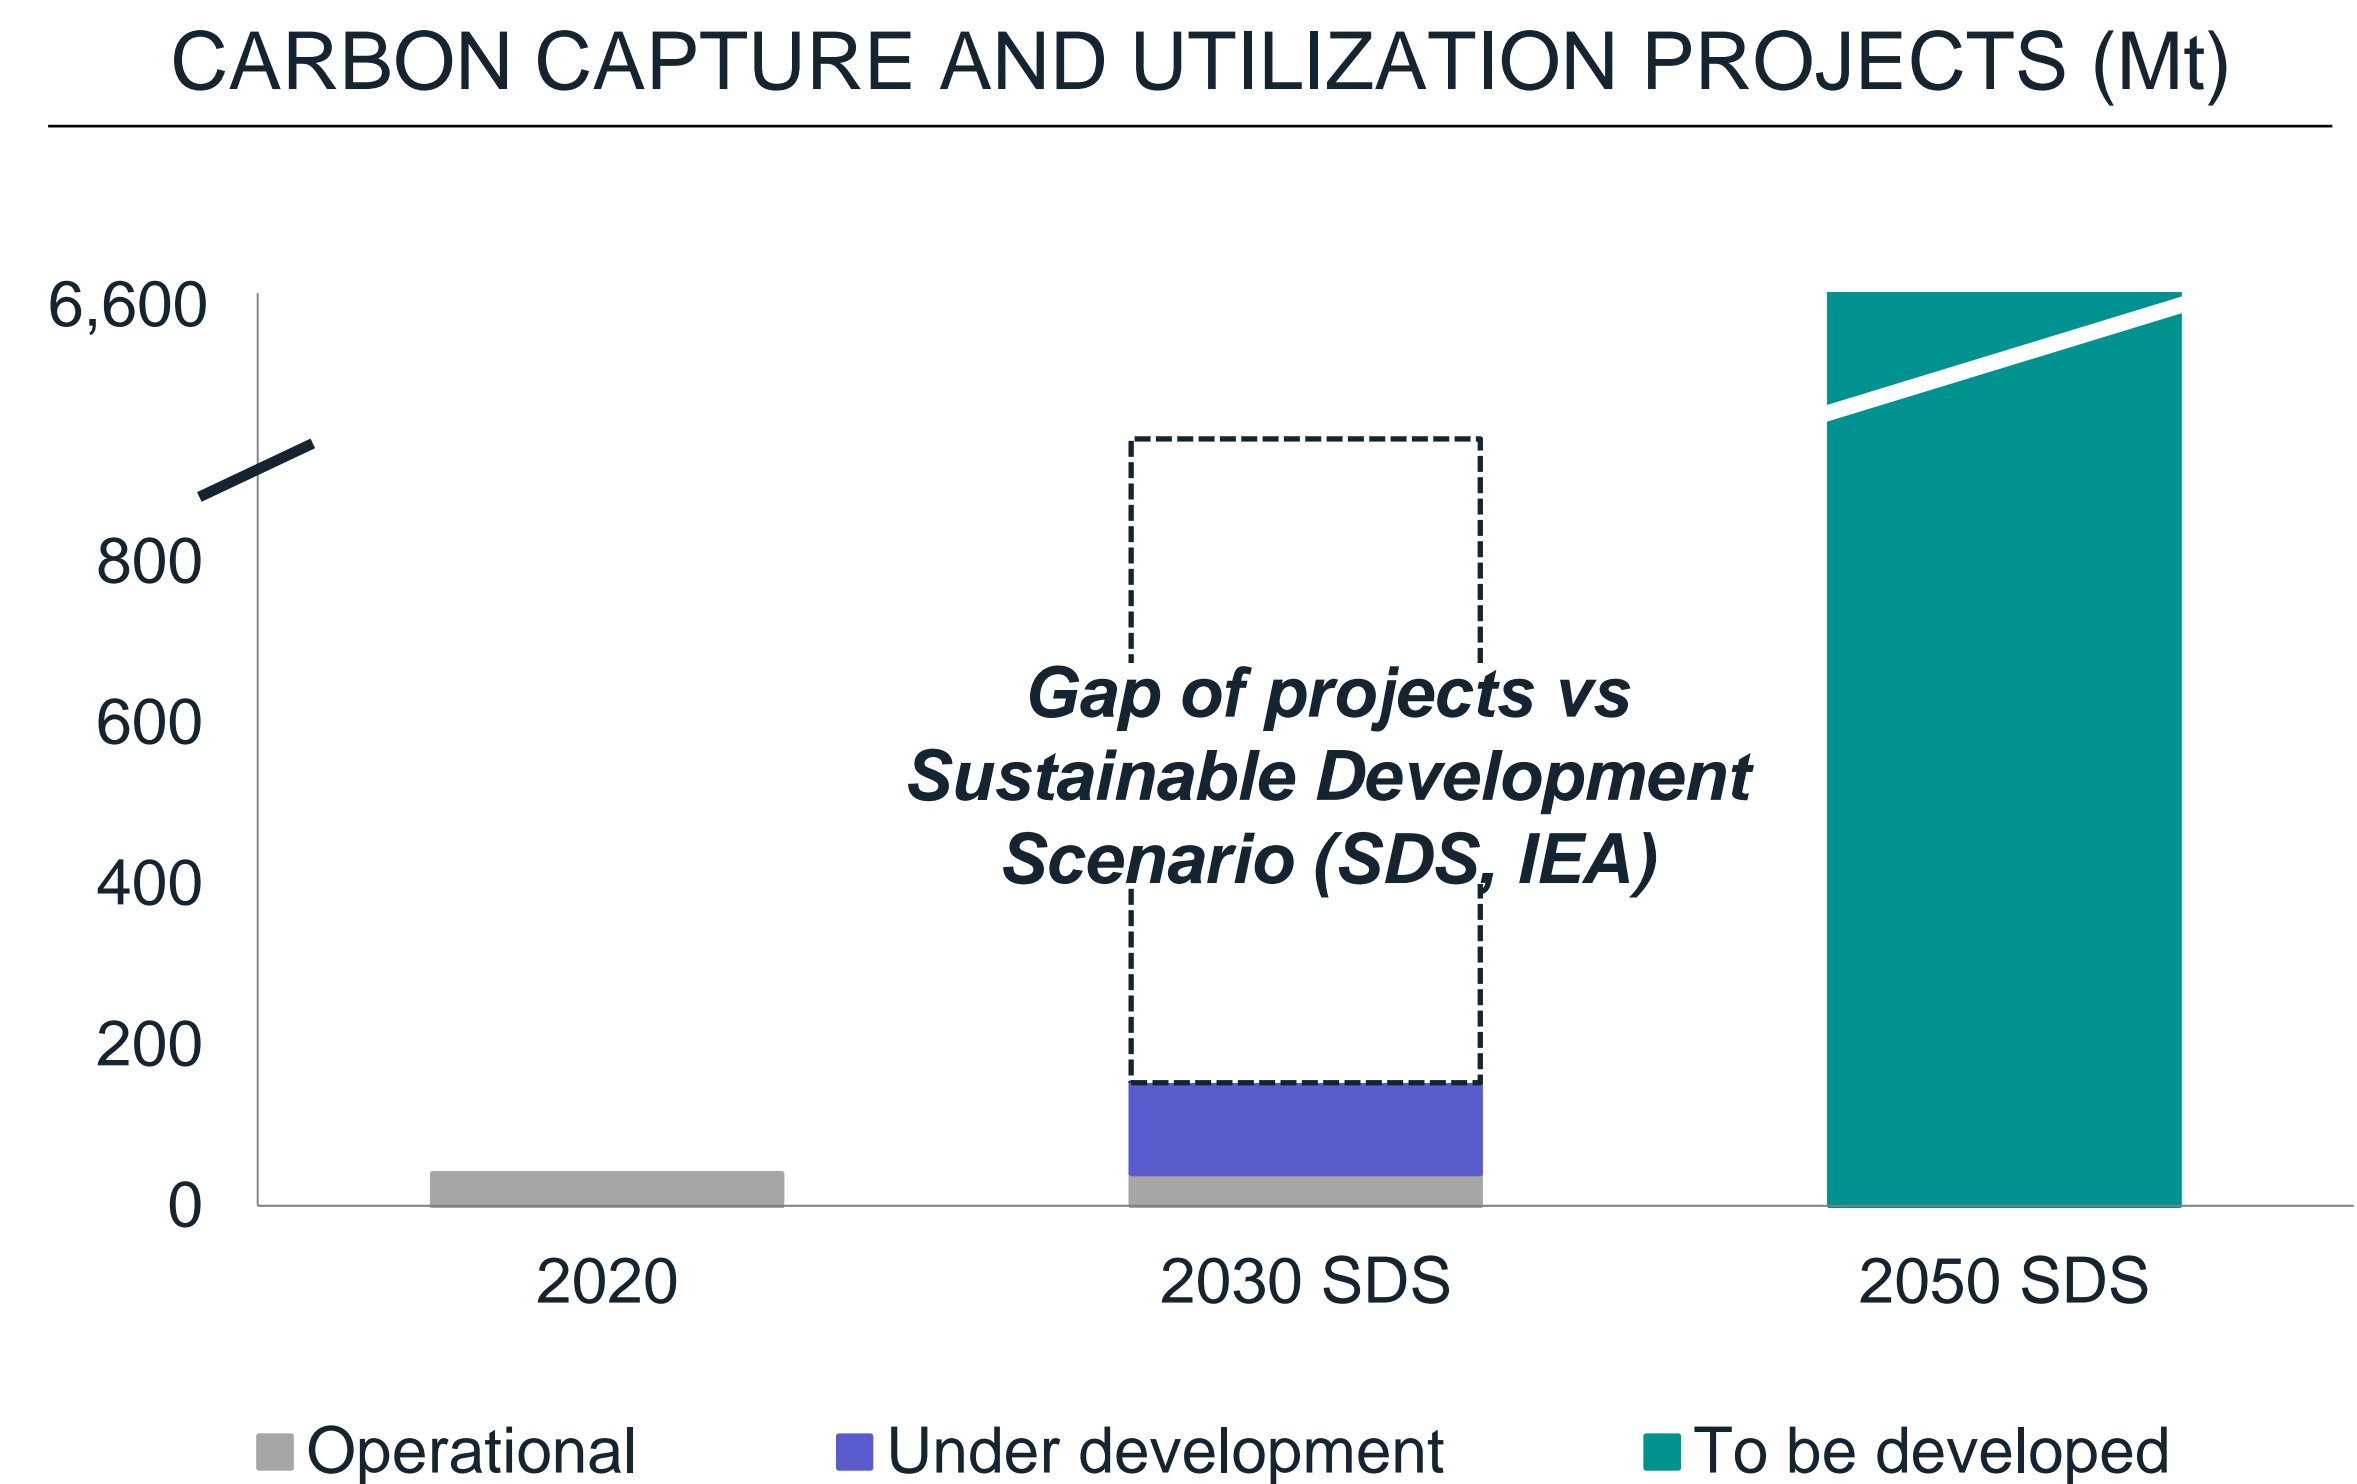 CARBON CAPTURE AND UTILIZATION PROJECTS (Mt)
6,600
800
600
400
200
0
Gap of projects vs
Sustainable Development
Scenario (SDS, IEA)
2020
2030 SDS
2050 SDS
Operational
Under development
To be developed